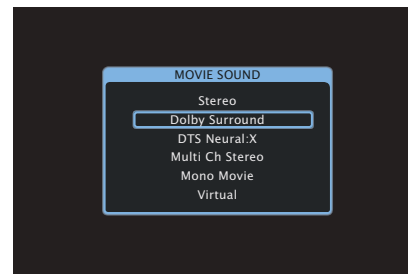 MOVIE SOUND
Stereo
Dolby Surround
DTS Neural:X
Multi Ch Stereo
Mono Movie
Virtual